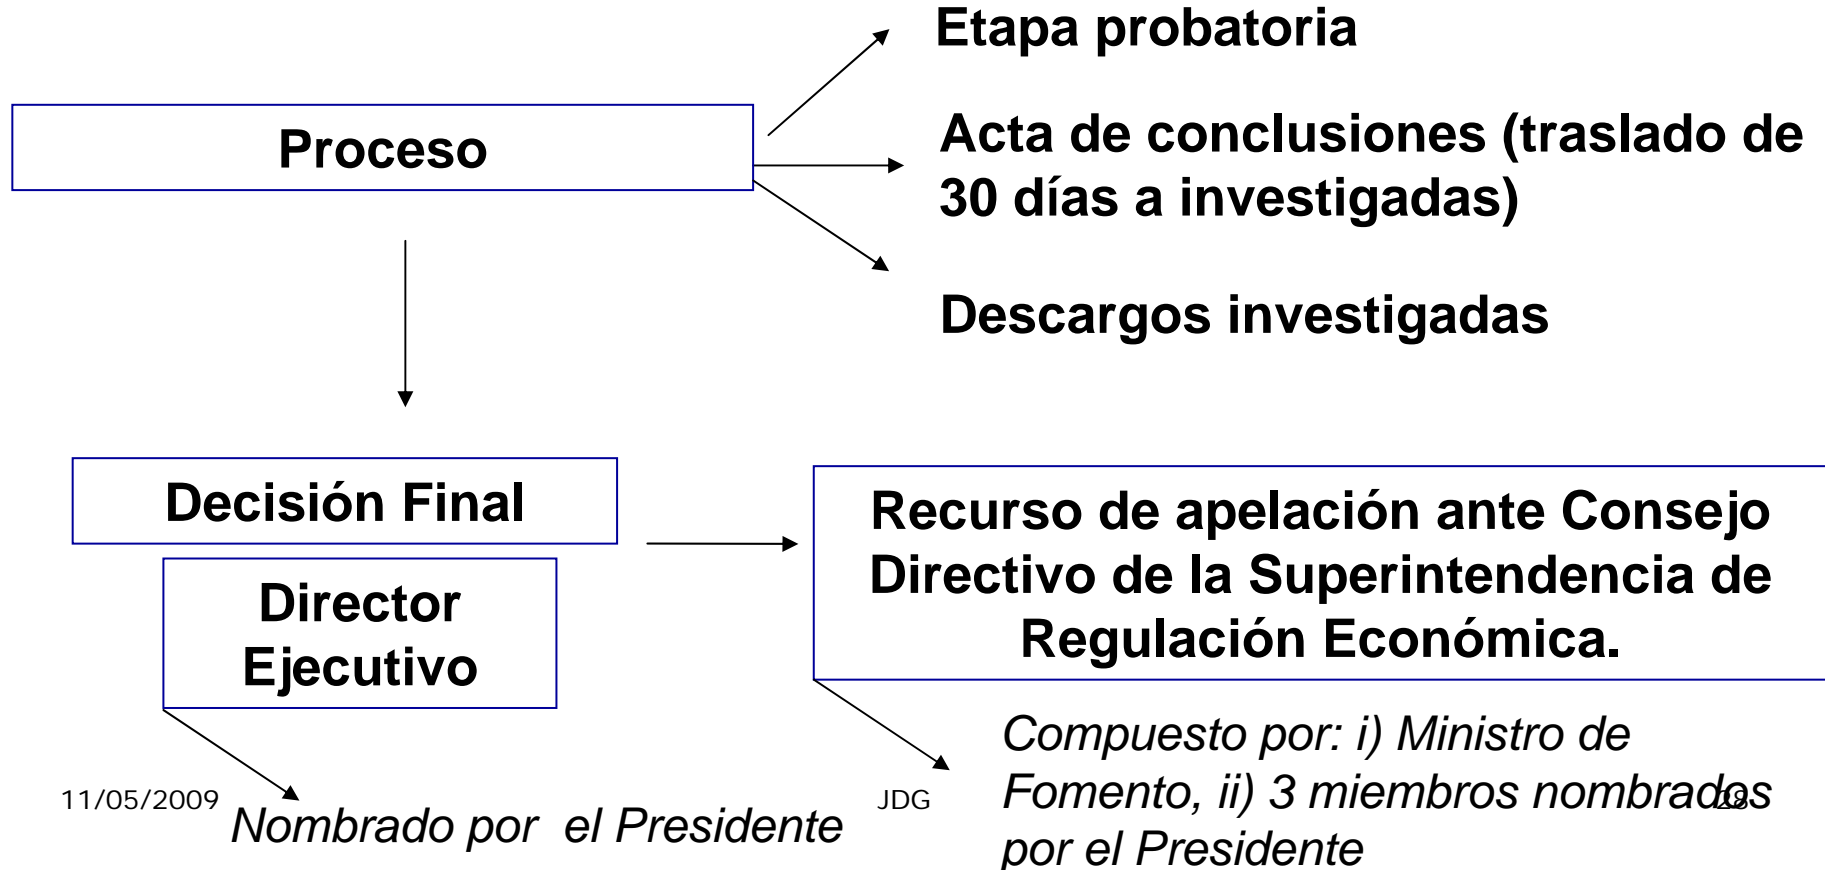 Etapa probatoria
Proceso
Acta de conclusiones (traslado de
30 días a investigadas)
Descargos investigadas
Decisión Final
Director
Ejecutivo
Recurso de apelación ante Consejo
Directivo de la Superintendencia de
Regulación Económica.
Nombrado por el Presidente
Compuesto por: i) Ministro de
Fomento, ii) 3 miembros nombrados
por el Presidente
11/05/2009
JDG
28